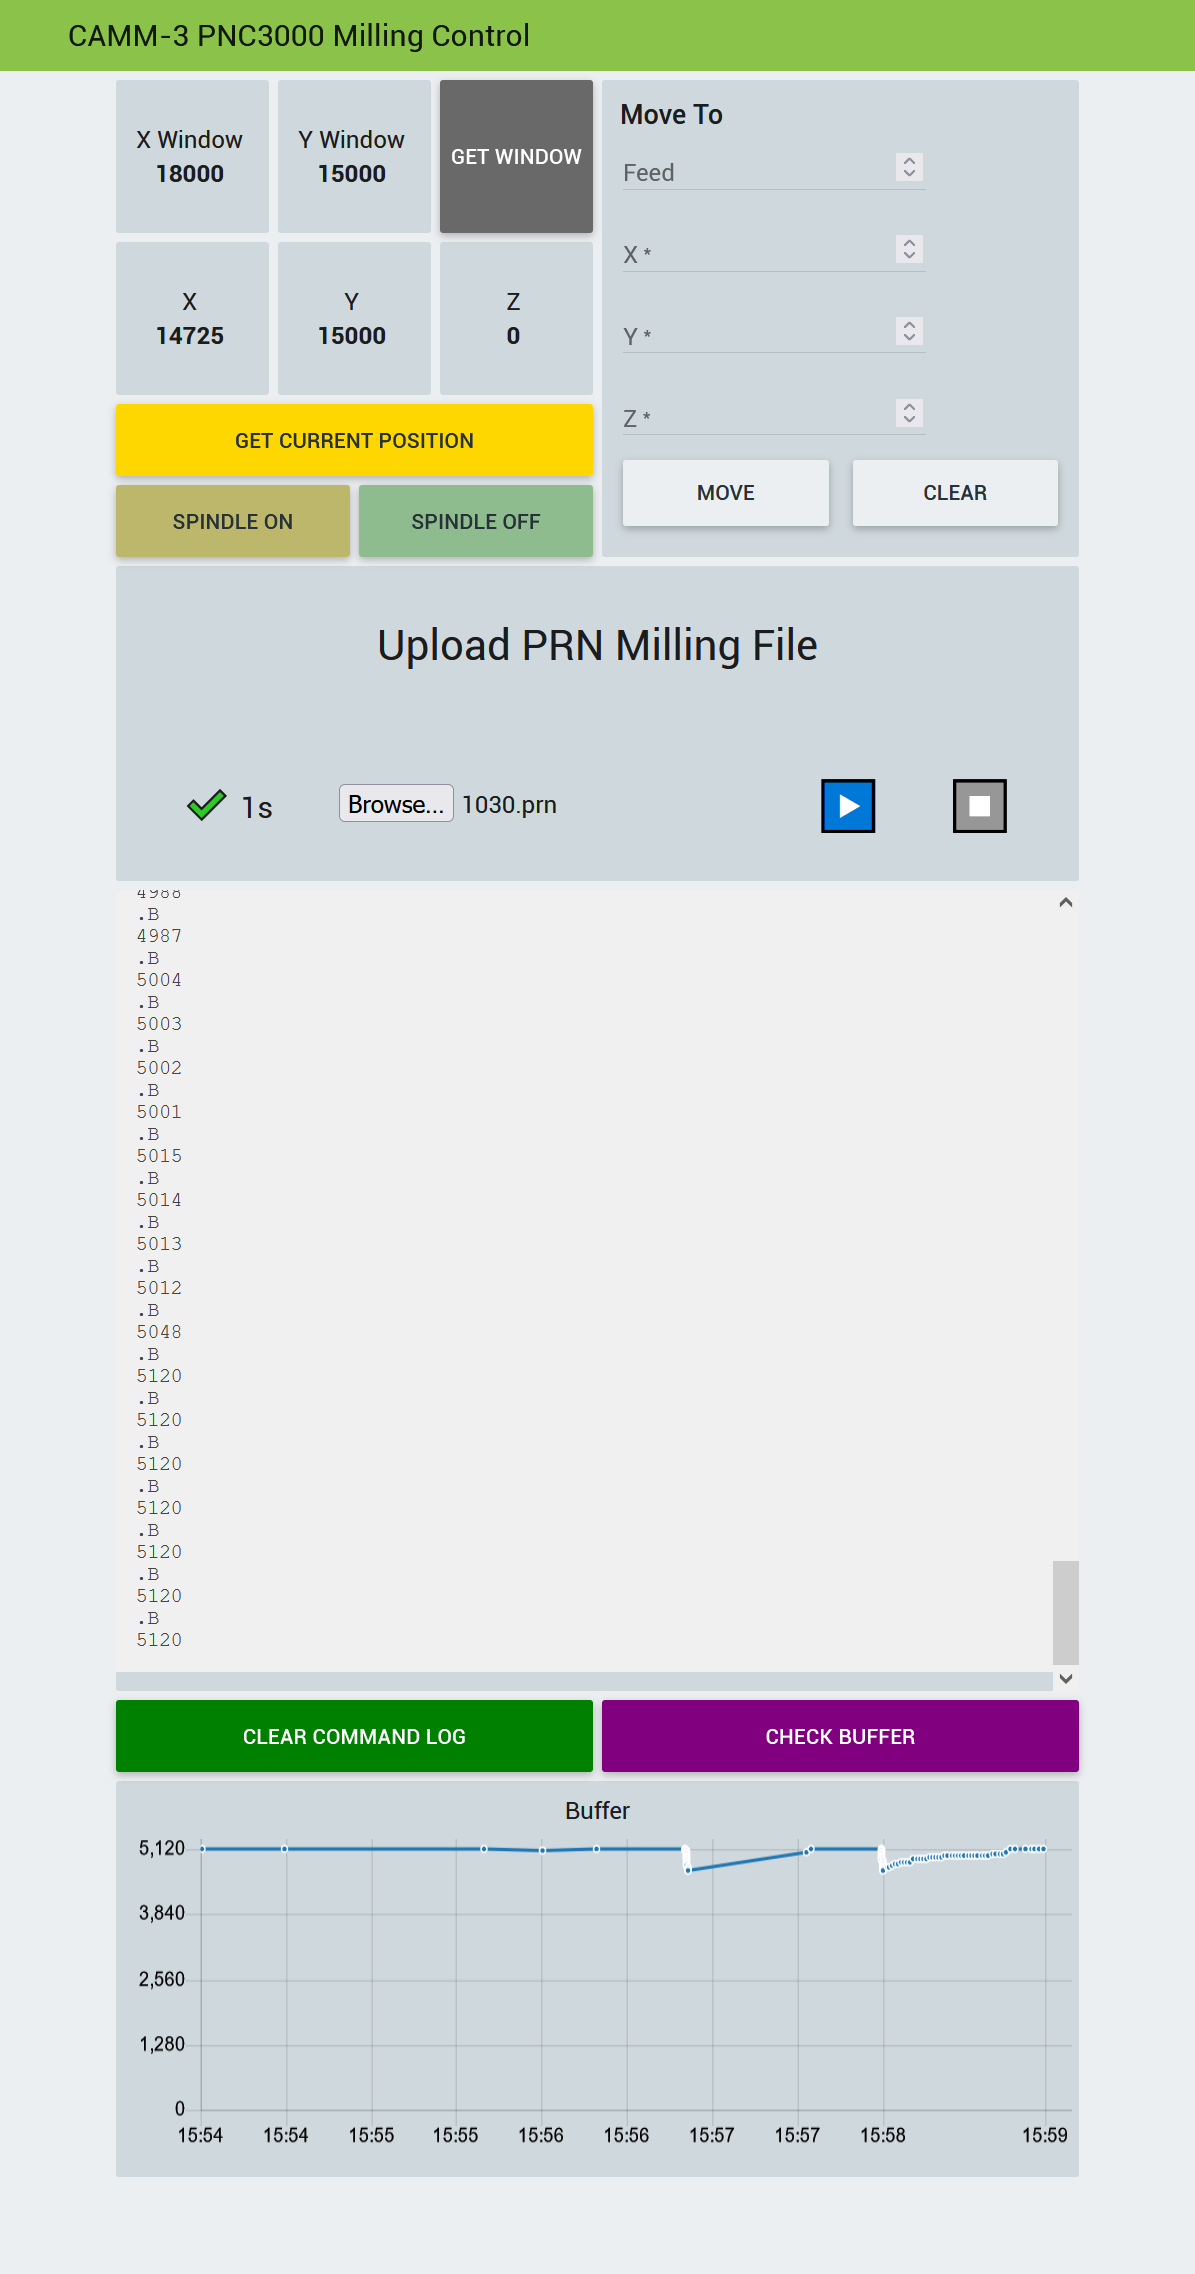 CAMM-3 PNC3000 Milling Control
X Window
18000
Y Window
15000
GET WINDOW
X
14725
Y
15000
Z
0
GET CURRENT POSITION
SPINDLE ON
SPINDLE OFF
Move To
Feed
X *
Y *
Z *
MOVE
CLEAR
Upload PRN Milling File
1s
Browse...
1030.prn
4988
.B
4987
.B
5004
.B
5003
.B
5002
.B
5001
.B
5015
.B
5014
.B
5013
.B
5012
.B
5048
.B
5120
.B
5120
.B
5120
.B
5120
.B
5120
.B
5120
.B
5120
CLEAR COMMAND LOG
CHECK BUFFER
Buffer
5,120
3,840
2,560
1,280
0
15:54 15:54 15:55 15:55 15:56 15:56 15:57 15:57 15:58 15:59